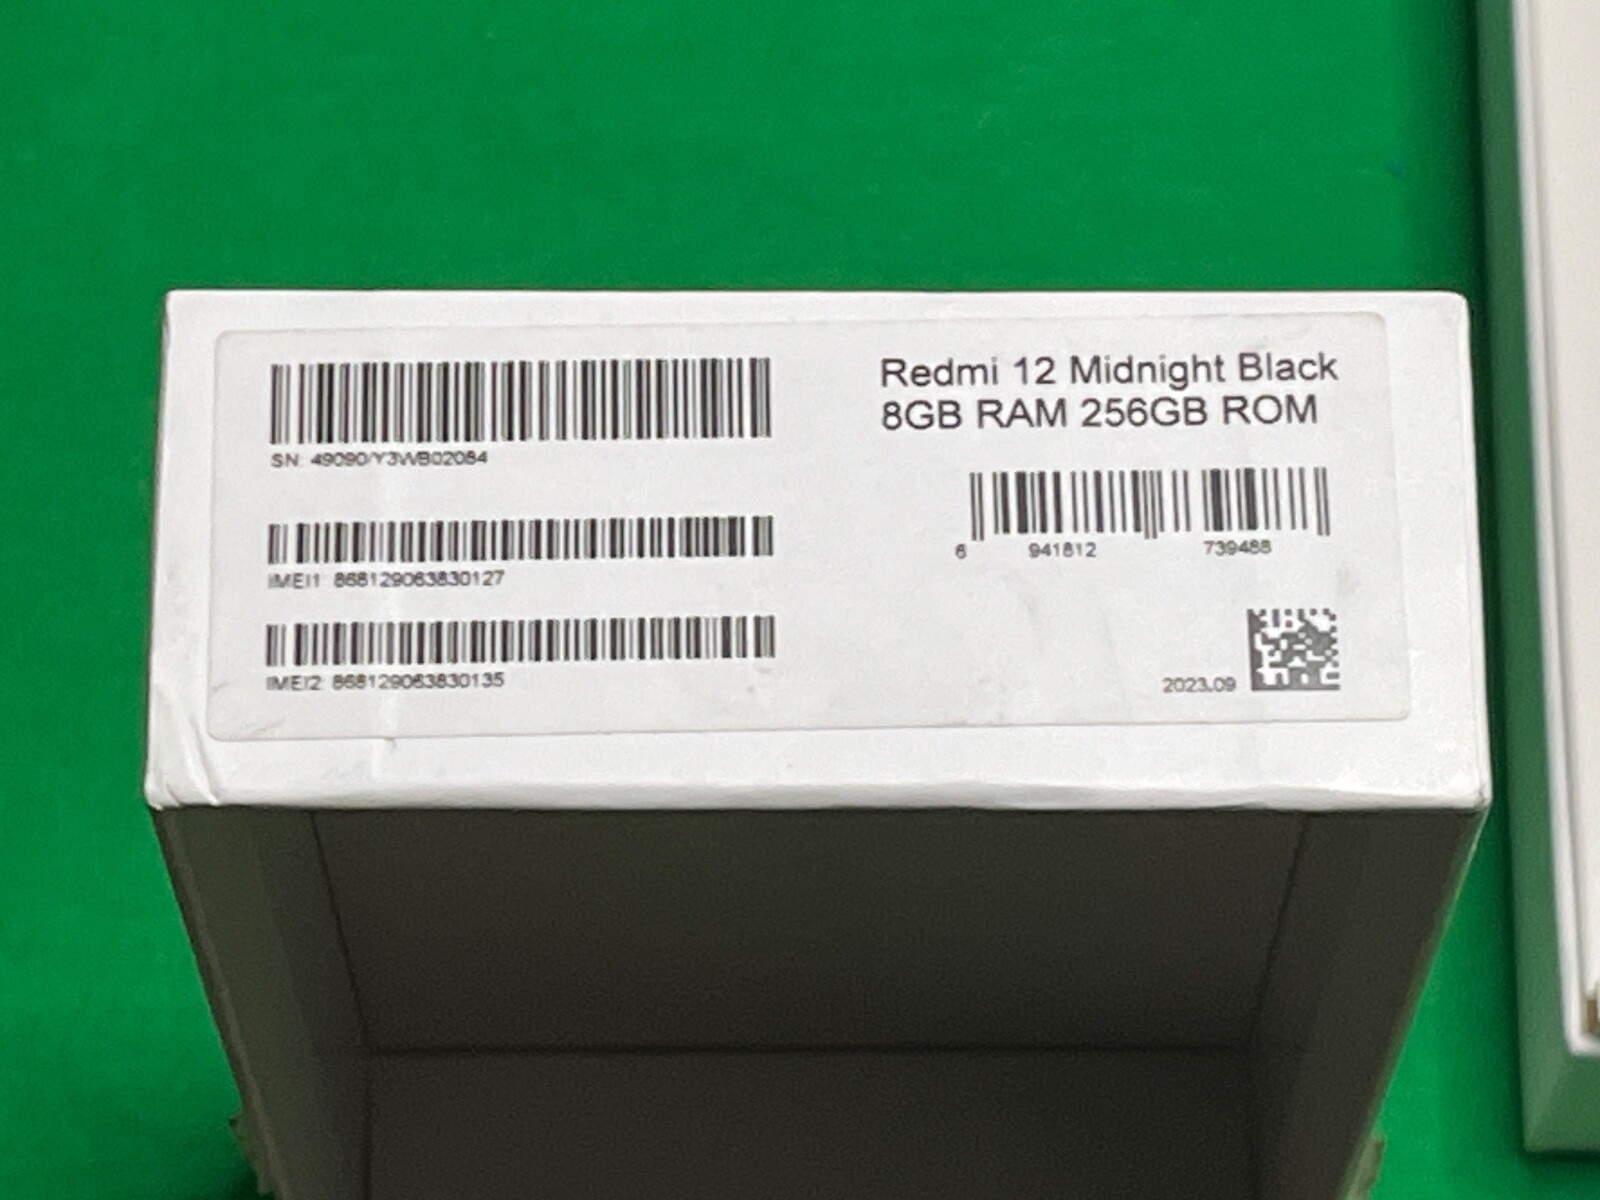 Redmi 12 Midnight Black
8GB RAM 256GB ROM
SN: 49090/Y3WB02084
6 941812 739488
IMEI1: 868129063830127
IMEI2: 868129063830135
2023.09